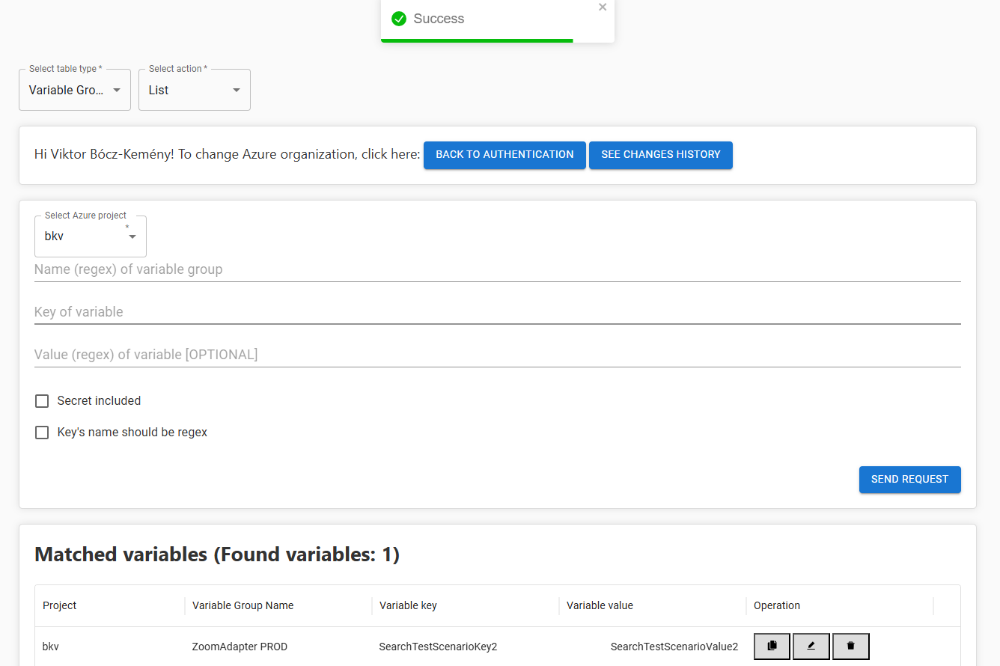 Success
Select table type *
Select action *
Variable Gro...
List
Hi Viktor Bócz-Kemény! To change Azure organization, click here: BACK TO AUTHENTICATION SEE CHANGES HISTORY
Select Azure project
*
bkv
Name (regex) of variable group
Key of variable
Value (regex) of variable [OPTIONAL]
Secret included
Key's name should be regex
SEND REQUEST
Matched variables (Found variables: 1)
Project Variable Group Name Variable key Variable value Operation
bkv ZoomAdapter PROD SearchTestScenarioKey2 SearchTestScenarioValue2